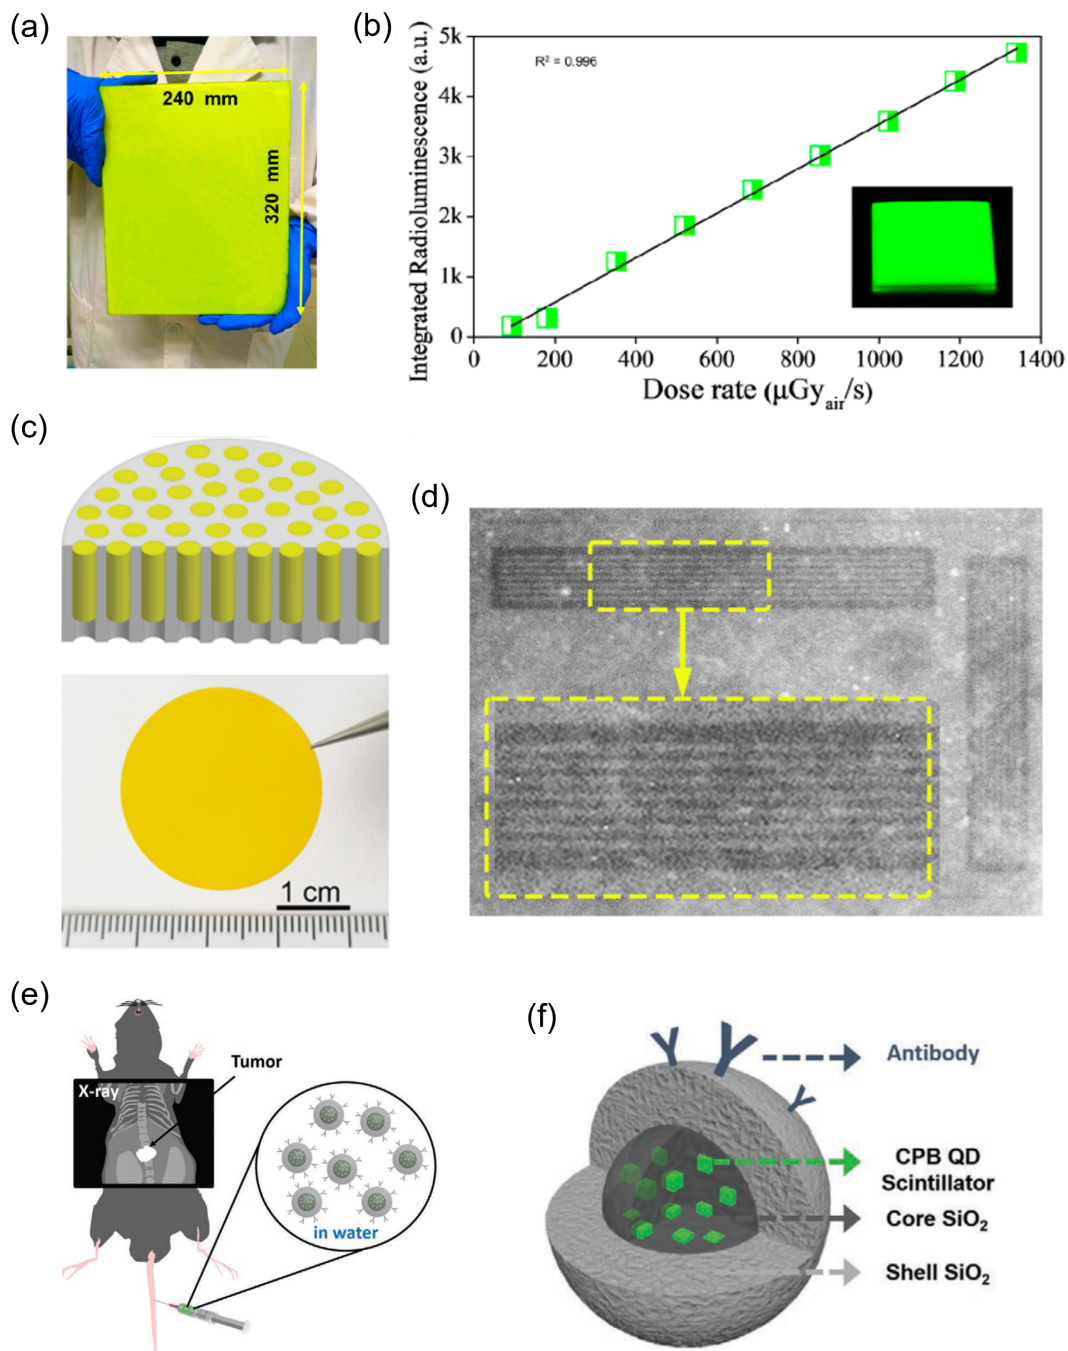 (a)
240 mm
320 mm
(b)
Integrated Radioluminescence (a.u.)
5k
4k
3k
2k
1k
0
R² = 0.996
0 200 400 600 800 1000 1200 1400
Dose rate (μGyair/s)
(c)
1 cm
(d)
(e)
Tumor
X-ray
in water
(f)
Antibody
CPB QD
Scintillator
Core SiO₂
Shell SiO₂